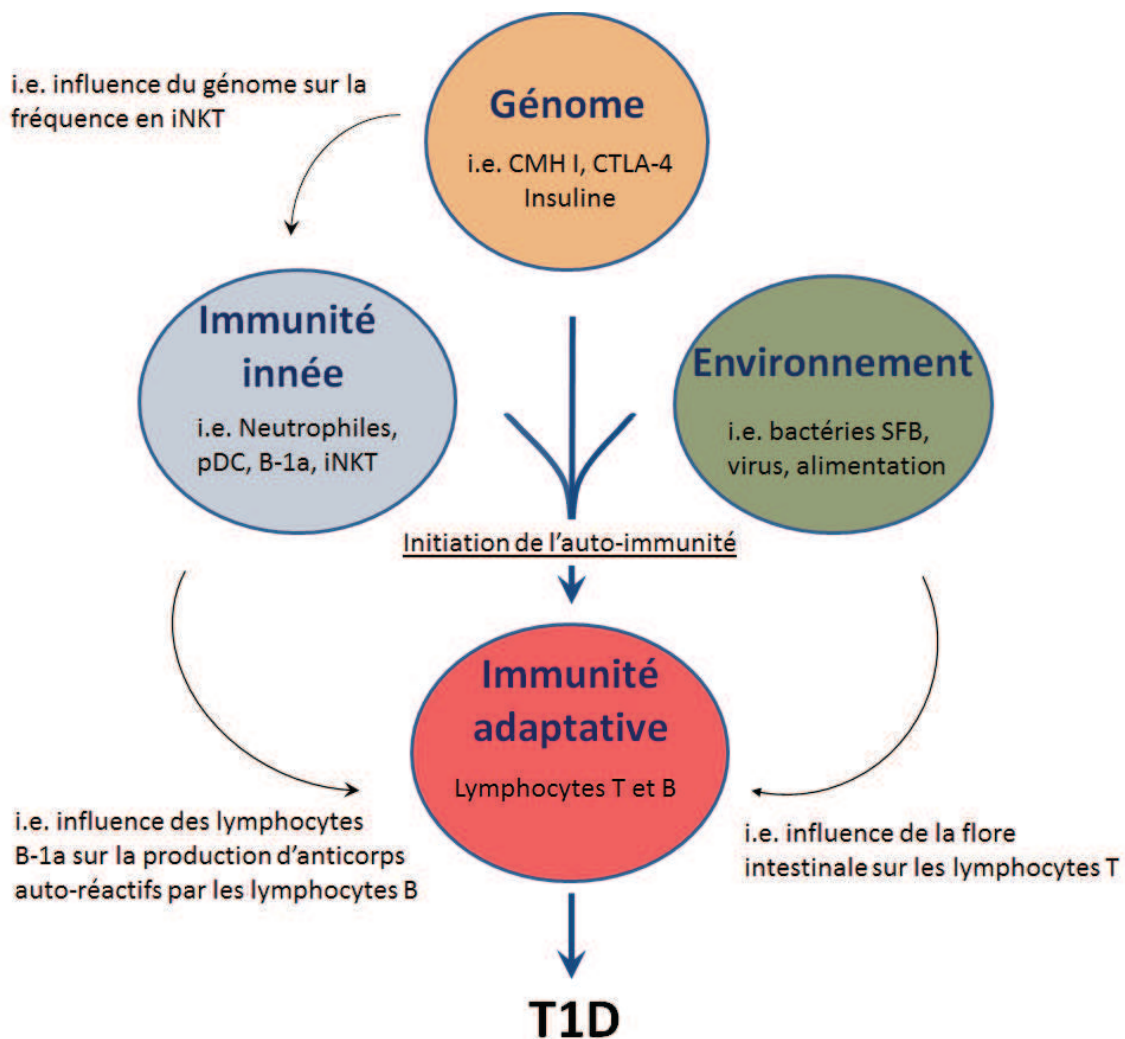 i.e. influence du génome sur la
fréquence en iNKT
Génome
i.e. CMH I, CTLA-4
Insuline
Immunité
innée
i.e. Neutrophiles,
pDC, B-1a, iNKT
Environnement
i.e. bactéries SFB,
virus, alimentation
Initiation de l'auto-immunité
Immunité
adaptative
Lymphocytes T et B
i.e. influence des lymphocytes
B-1a sur la production d'anticorps
auto-réactifs par les lymphocytes B
i.e. influence de la flore
intestinale sur les lymphocytes T
T1D